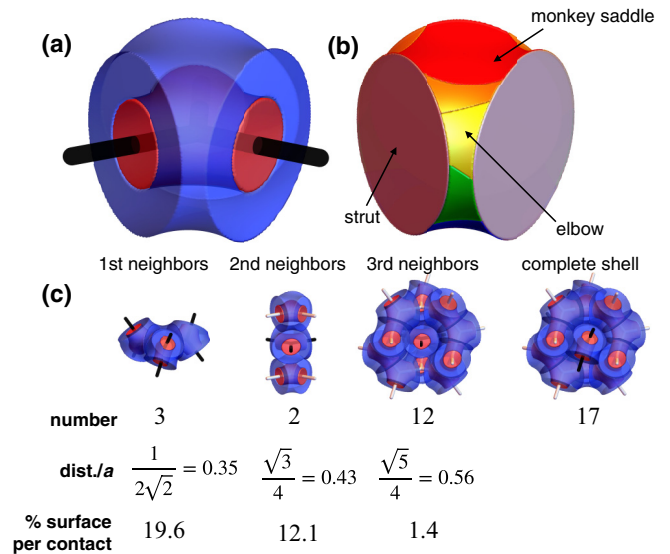 (a)
(b)
monkey saddle
strut
elbow
1st neighbors 2nd neighbors 3rd neighbors complete shell
(c)
number 3 2 12 17
dist./a 1/(2√2) = 0.35 √3/4 = 0.43 √5/4 = 0.56
% surface
per contact 19.6 12.1 1.4